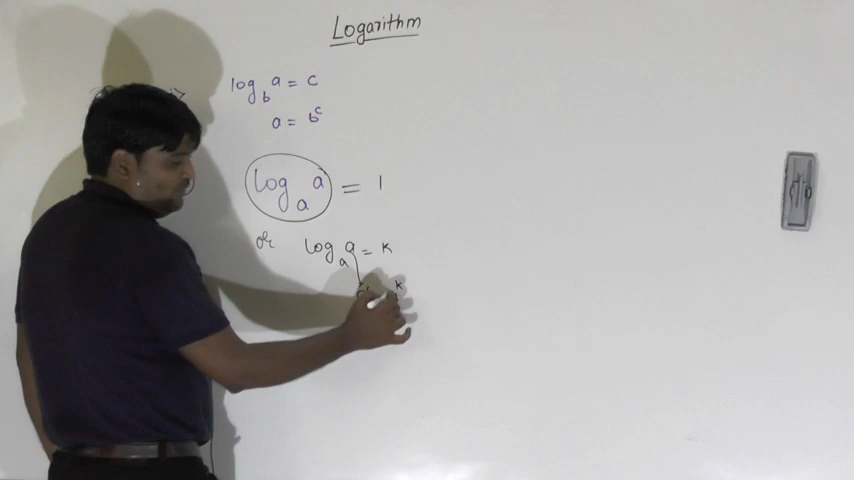 Logarithm
log_b a = c
a = b^c
log_a a = 1
or log_a a = k
k